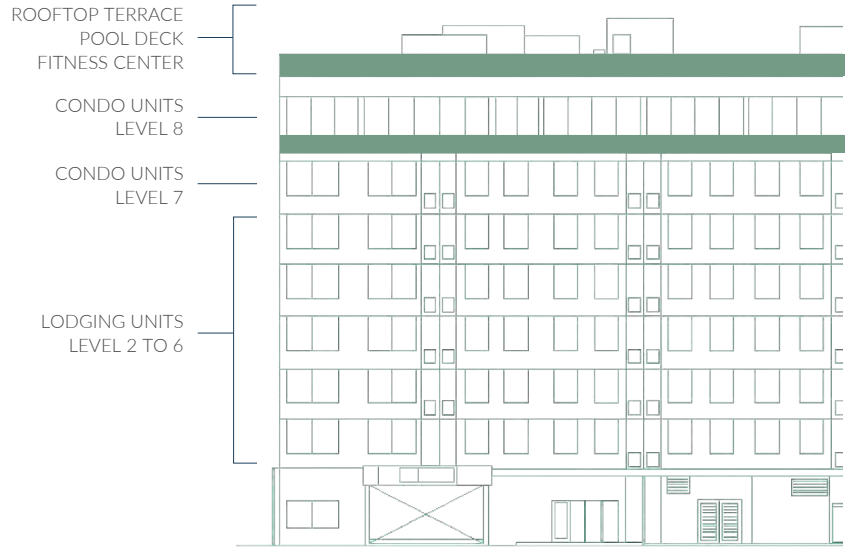 ROOFTOP TERRACE
POOL DECK
FITNESS CENTER
CONDO UNITS
LEVEL 8
CONDO UNITS
LEVEL 7
LODGING UNITS
LEVEL 2 TO 6